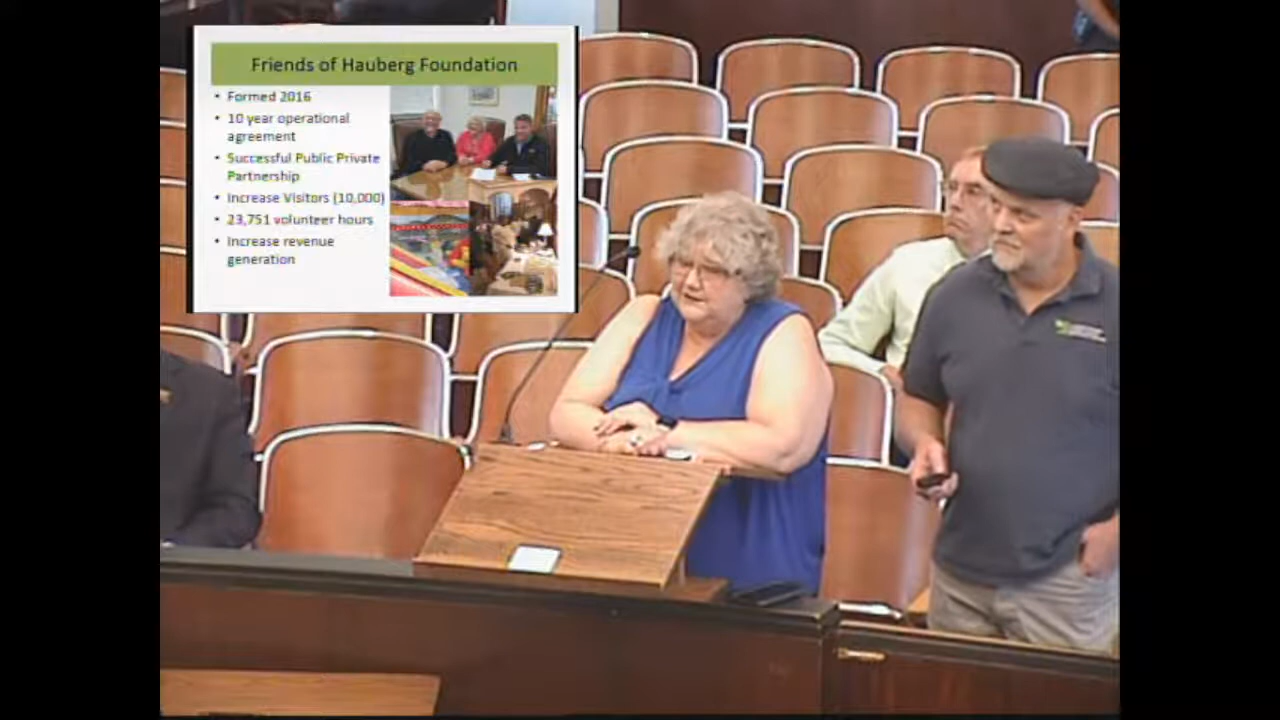 Friends of Hauberg Foundation
• Formed 2016
• 10 year operational
agreement
• Successful Public Private
Partnership
• Increase Visitors (10,000)
• 23,751 volunteer hours
• Increase revenue
generation